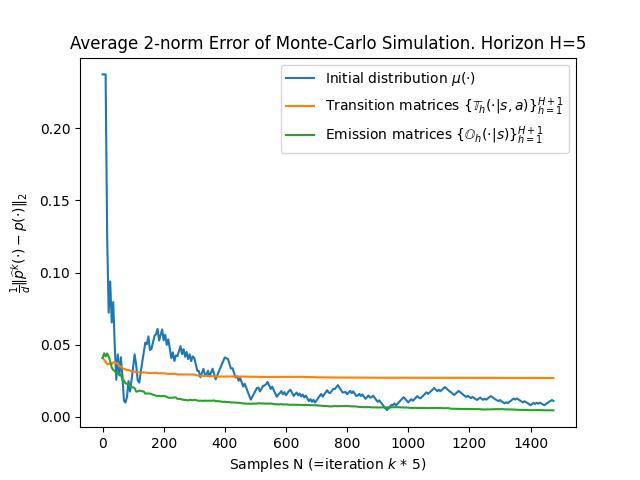 Average 2-norm Error of Monte-Carlo Simulation. Horizon H=5
Initial distribution μ(·)
Transition matrices {𝕋ₕ(·|s, a)}ᴴ⁺¹ₕ₌₁
Emission matrices {𝕆ₕ(·|s)}ᴴ⁺¹ₕ₌₁
0.20
0.15
0.10
0.05
0.00
1/d ‖p̂ᵏ(·) − p(·)‖₂
0 200 400 600 800 1000 1200 1400
Samples N (=iteration k * 5)